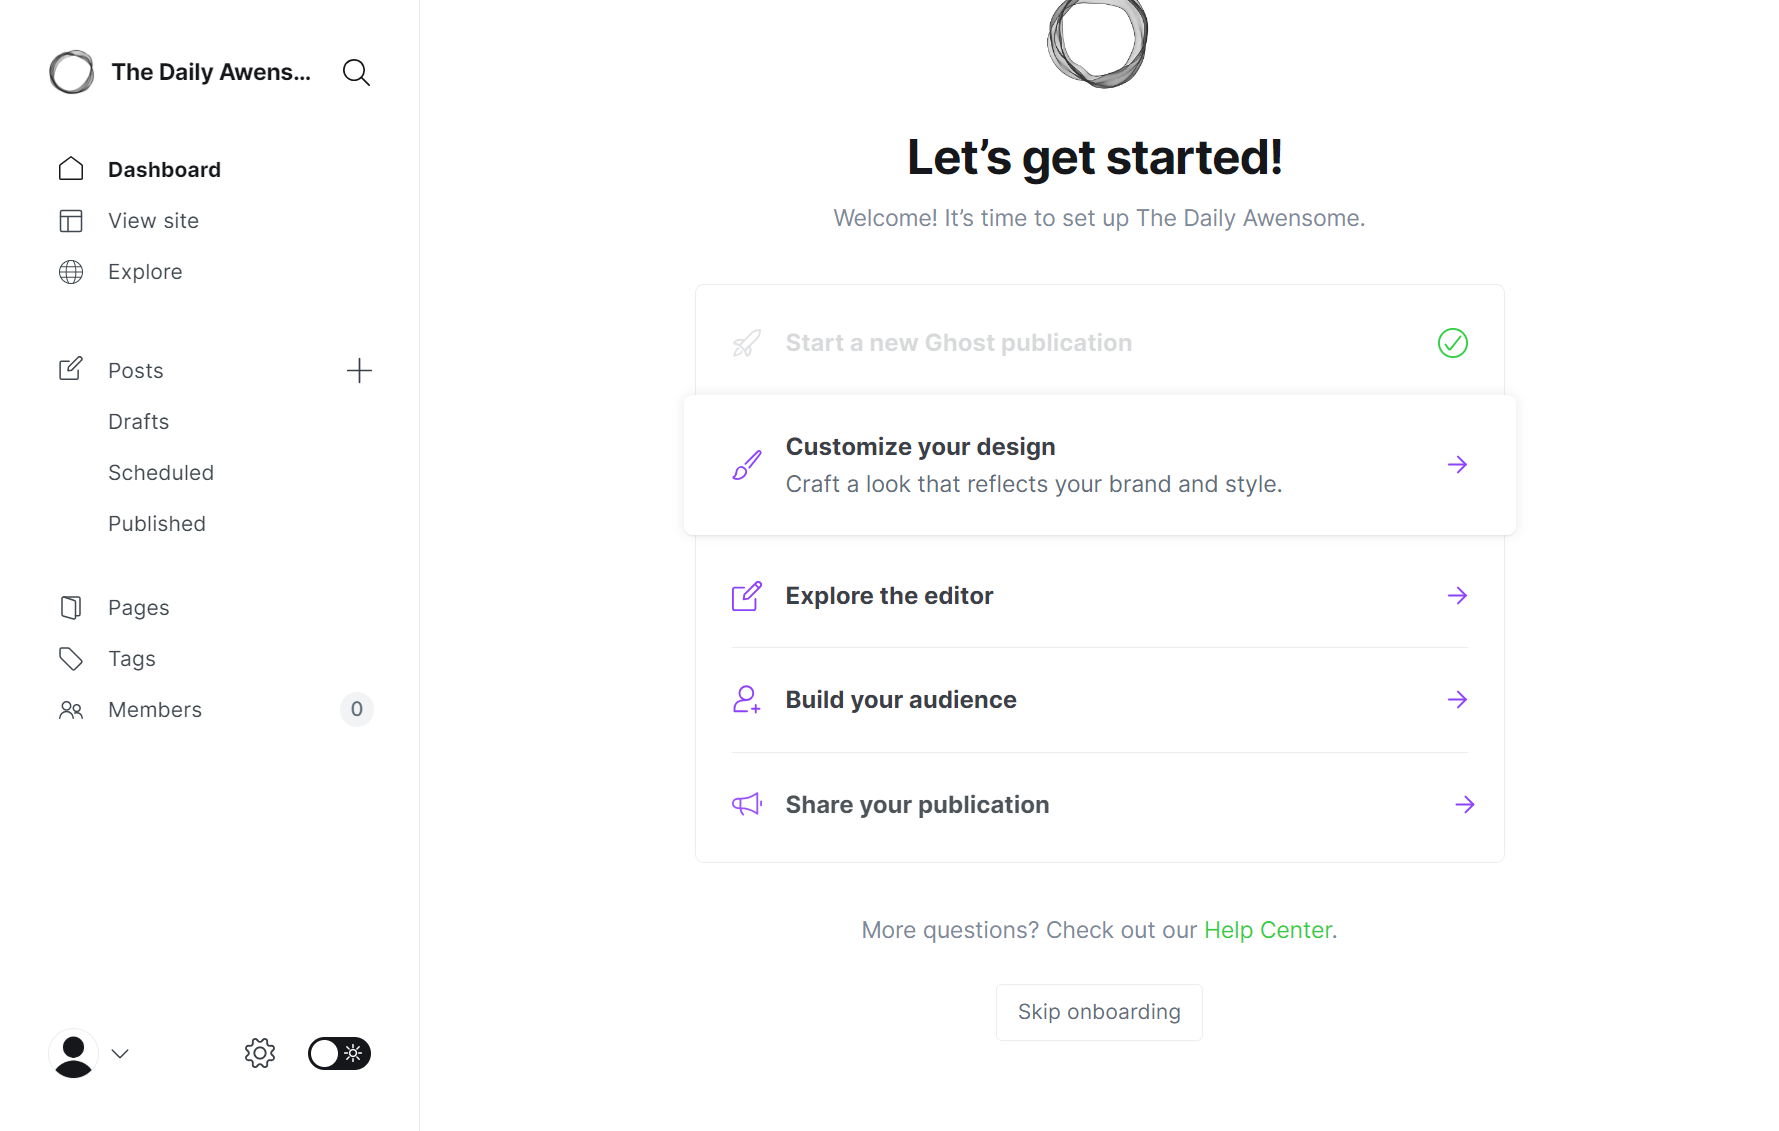 The Daily Awens...
Dashboard
View site
Explore
Posts
Drafts
Scheduled
Published
Pages
Tags
Members 0
Let’s get started!
Welcome! It’s time to set up The Daily Awensome.
Start a new Ghost publication
Customize your design
Craft a look that reflects your brand and style.
Explore the editor
Build your audience
Share your publication
More questions? Check out our Help Center.
Skip onboarding